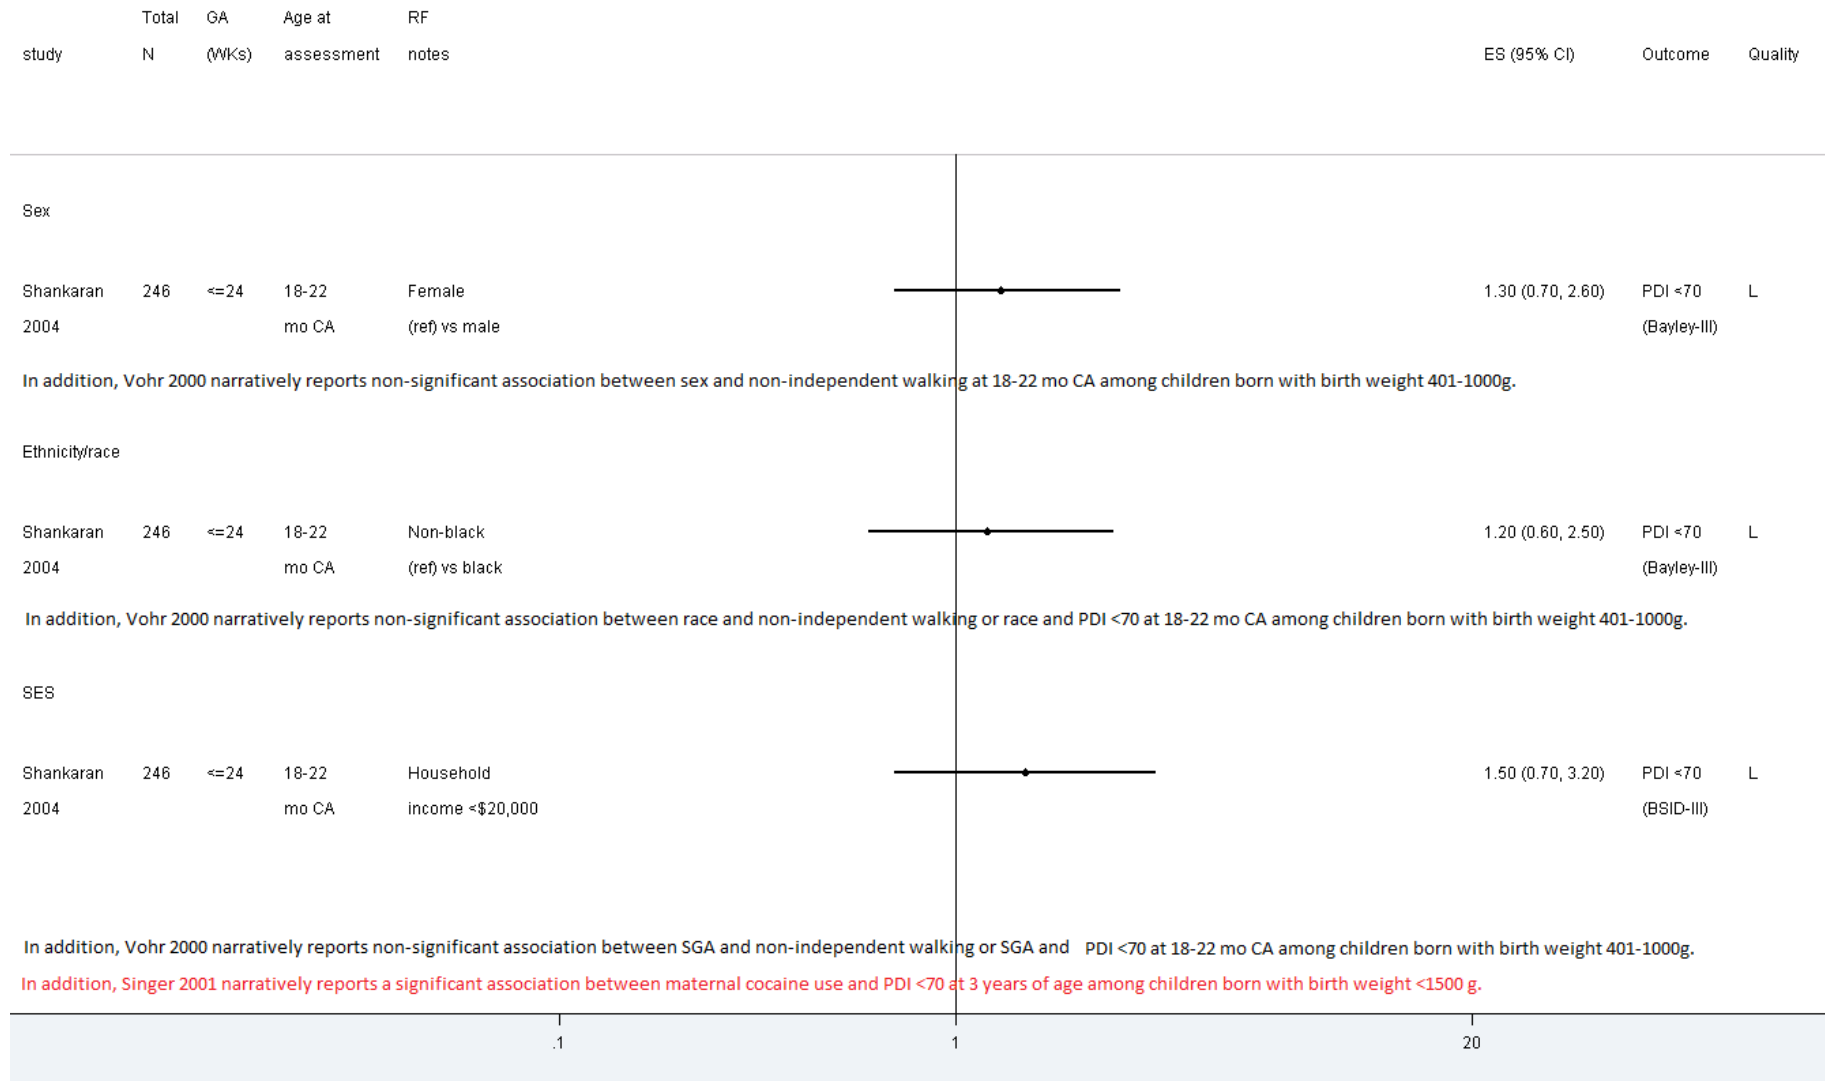 Total GA Age at RF
study N (WKs) assessment notes ES (95% CI) Outcome Quality
Sex
Shankaran 246 <=24 18-22 Female 1.30 (0.70, 2.60) PDI <70 L
2004 mo CA (ref) vs male (Bayley-III)
In addition, Vohr 2000 narratively reports non-significant association between sex and non-independent walking at 18-22 mo CA among children born with birth weight 401-1000g.
Ethnicity/race
Shankaran 246 <=24 18-22 Non-black 1.20 (0.60, 2.50) PDI <70 L
2004 mo CA (ref) vs black (Bayley-III)
In addition, Vohr 2000 narratively reports non-significant association between race and non-independent walking or race and PDI <70 at 18-22 mo CA among children born with birth weight 401-1000g.
SES
Shankaran 246 <=24 18-22 Household 1.50 (0.70, 3.20) PDI <70 L
2004 mo CA income <$20,000 (BSID-III)
In addition, Vohr 2000 narratively reports non-significant association between SGA and non-independent walking or SGA and PDI <70 at 18-22 mo CA among children born with birth weight 401-1000g.
In addition, Singer 2001 narratively reports a significant association between maternal cocaine use and PDI <70 at 3 years of age among children born with birth weight <1500 g.
.1 1 20